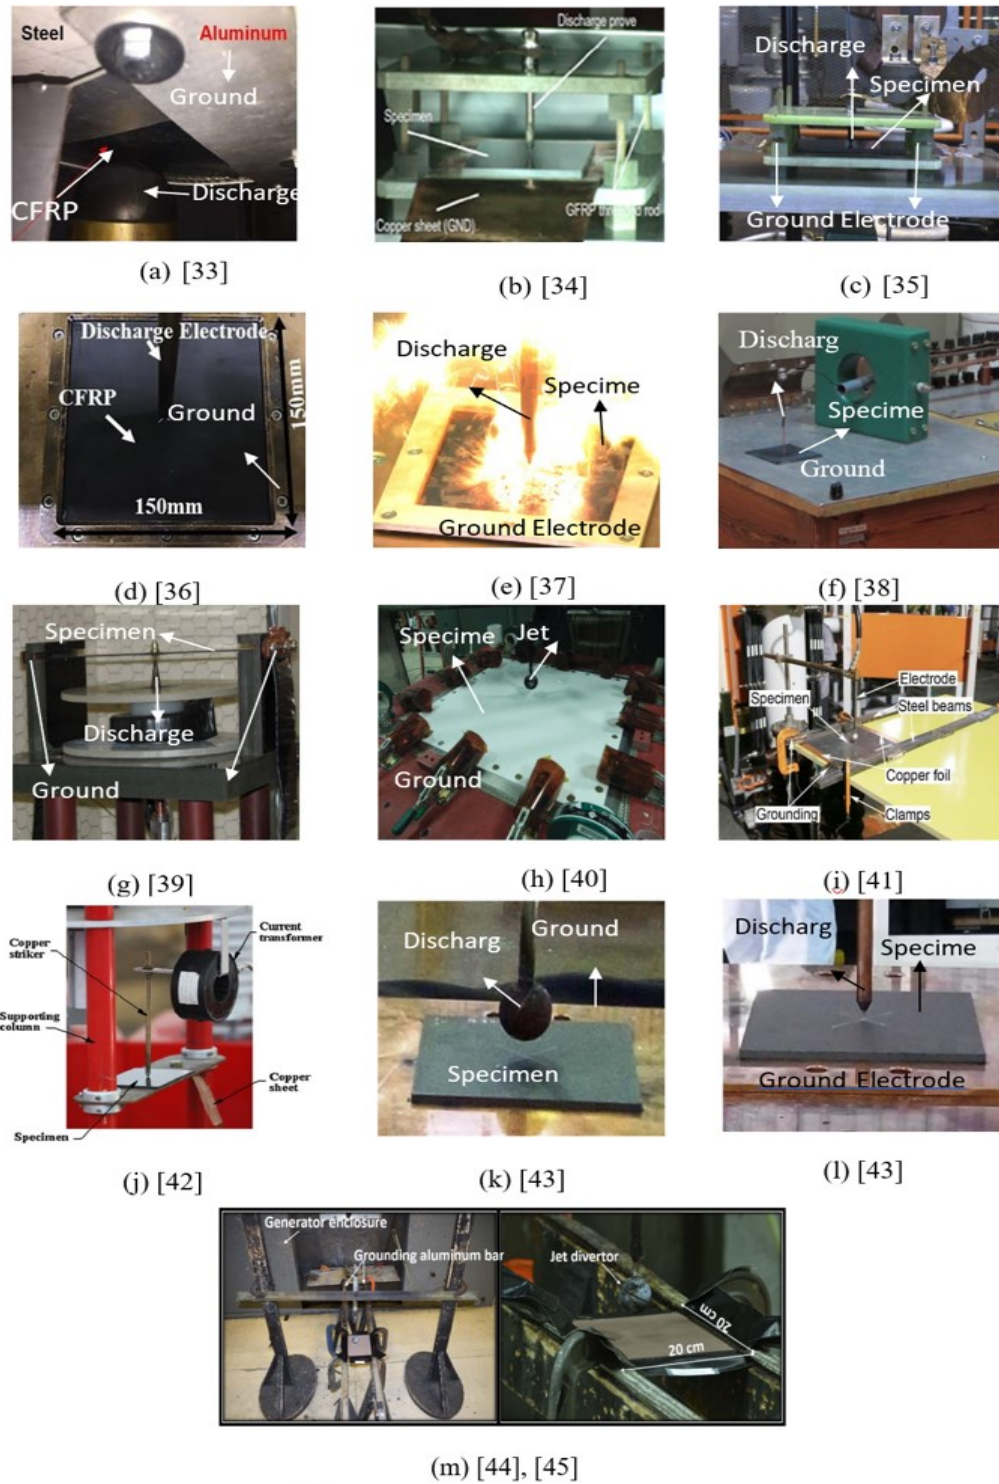 Steel
Aluminum
Ground
CFRP
Discharge
(a) [33]
Discharge prove
Specimen
Copper sheet (GND)
GFRP threaded rod
(b) [34]
Discharge
Specimen
Ground Electrode
(c) [35]
Discharge Electrode
CFRP
Ground
150mm
150mm
(d) [36]
Discharge
Specime
Ground Electrode
(e) [37]
Discharg
Specime
Ground
(f) [38]
Specimen
Discharge
Ground
(g) [39]
Specime
Jet
Ground
(h) [40]
Electrode
Specimen
Steel beams
Copper foil
Grounding
Clamps
(i) [41]
Current
transformer
Copper
striker
Supporting
column
Copper
sheet
Specimen
(j) [42]
Discharg
Ground
Specimen
(k) [43]
Discharg
Specime
Ground Electrode
(l) [43]
Generator enclosure
Grounding aluminum bar
Jet divertor
20 cm
20 cm
(m) [44], [45]